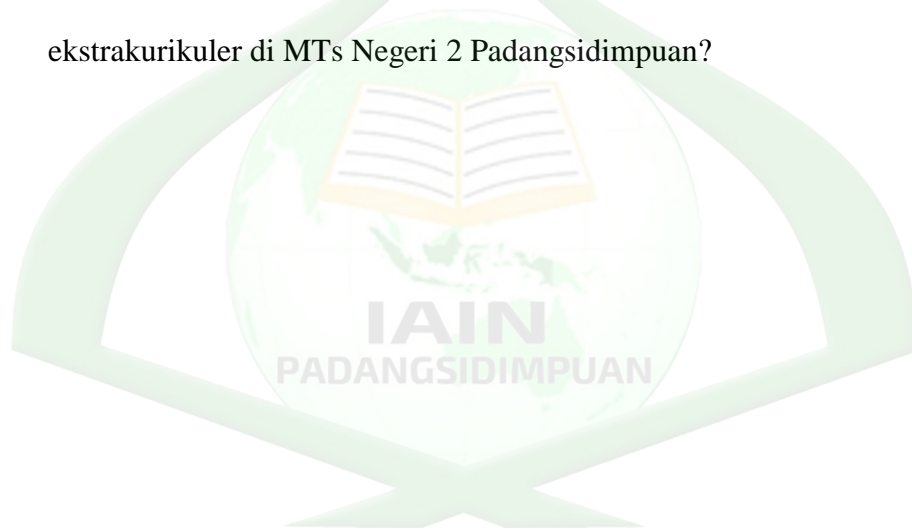 ekstrakurikuler di MTs Negeri 2 Padangsidimpuan?
IAIN
PADANGSIDIMPUAN